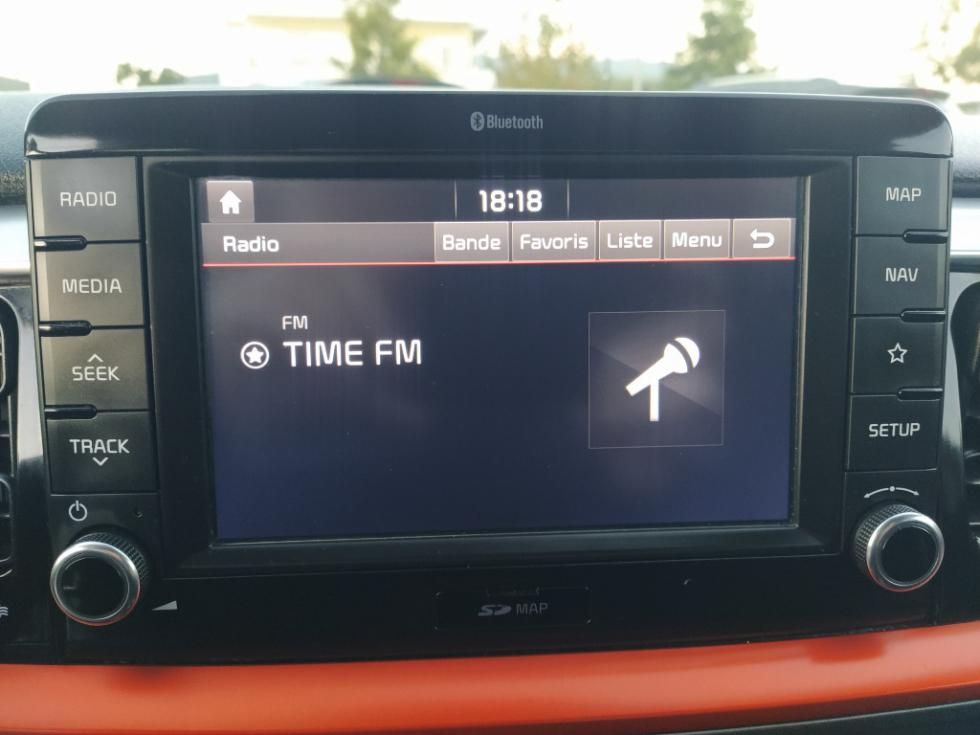 Bluetooth
RADIO
MEDIA
SEEK
TRACK
18:18
Radio Bande Favoris Liste Menu
FM
TIME FM
MAP
NAV
SETUP
SD MAP